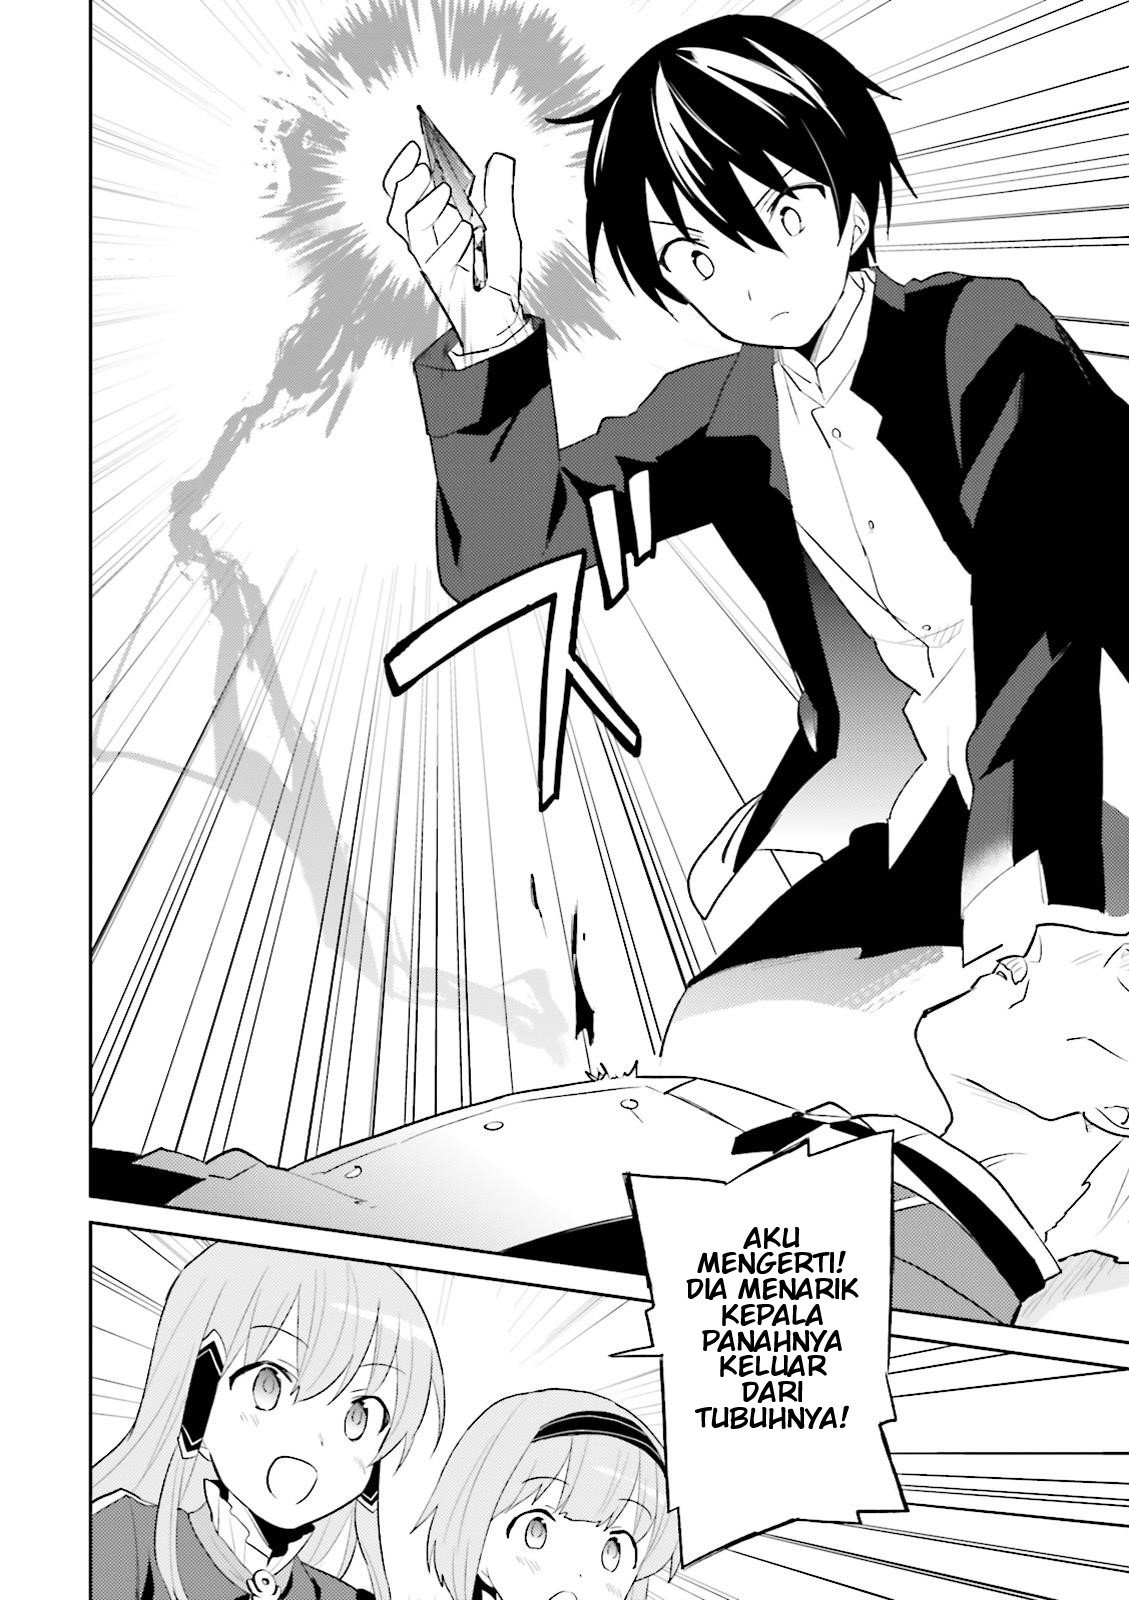 ズ
AKU
MENGERTI!
DIA MENARIK
KEPALA
PANAHNYA
KELUAR
DARI
TUBUHNYA!